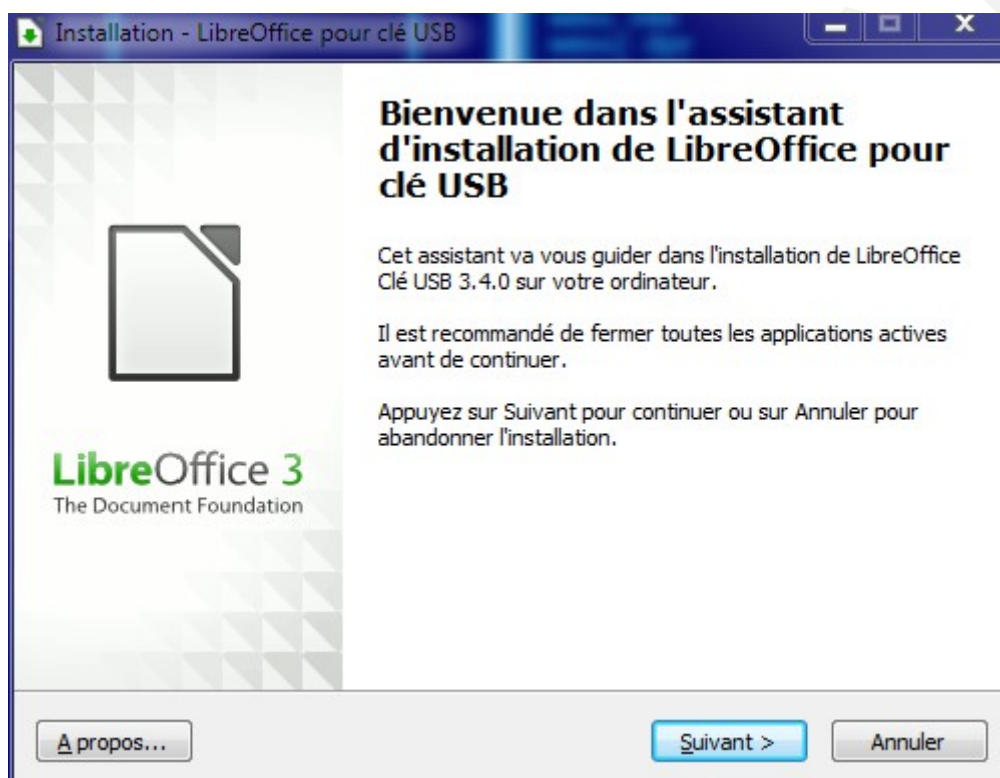 Installation - LibreOffice pour clé USB
Bienvenue dans l'assistant
d'installation de LibreOffice pour
clé USB
Cet assistant va vous guider dans l'installation de LibreOffice
Clé USB 3.4.0 sur votre ordinateur.
Il est recommandé de fermer toutes les applications actives
avant de continuer.
Appuyez sur Suivant pour continuer ou sur Annuler pour
abandonner l'installation.
LibreOffice 3
The Document Foundation
A propos...
Suivant >
Annuler